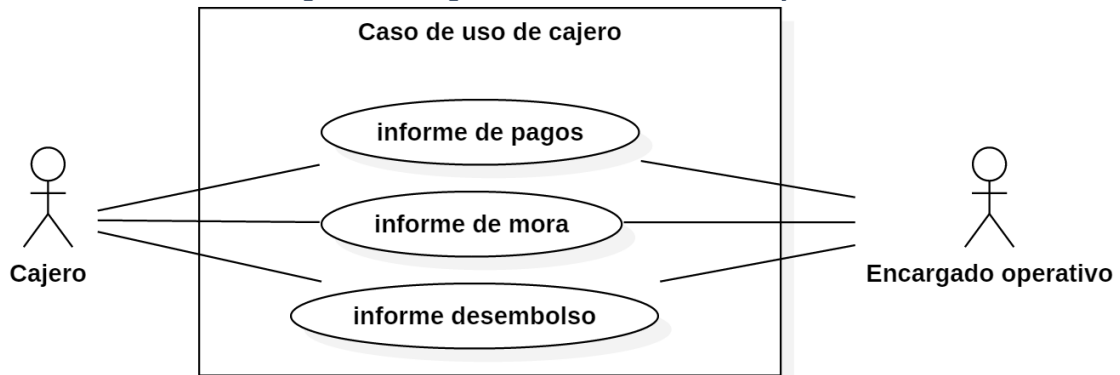 Caso de uso de cajero
informe de pagos
informe de mora
informe desembolso
Cajero
Encargado operativo